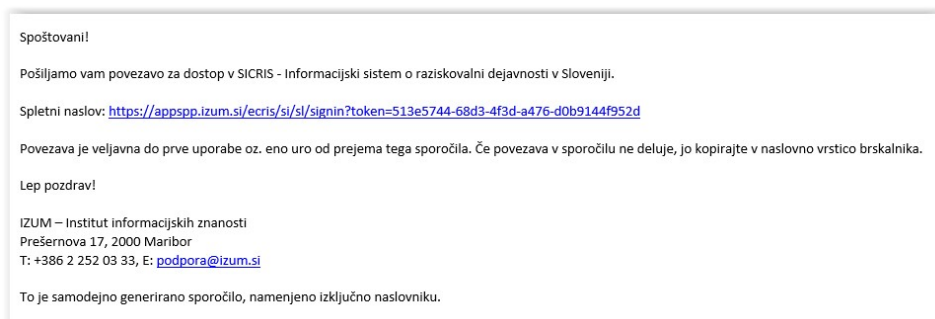 Spoštovani!
Pošiljamo vam povezavo za dostop v SICRIS - Informacijski sistem o raziskovalni dejavnosti v Sloveniji.
Spletni naslov: https://appspp.izum.si/ecris/si/sl/signin?token=513e5744-68d3-4f3d-a476-d0b9144f952d
Povezava je veljavna do prve uporabe oz. eno uro od prejema tega sporočila. Če povezava v sporočilu ne deluje, jo kopirajte v naslovno vrstico brskalnika.
Lep pozdrav!
IZUM – Institut informacijskih znanosti
Prešernova 17, 2000 Maribor
T: +386 2 252 03 33, E: podpora@izum.si
To je samodejno generirano sporočilo, namenjeno izključno naslovniku.